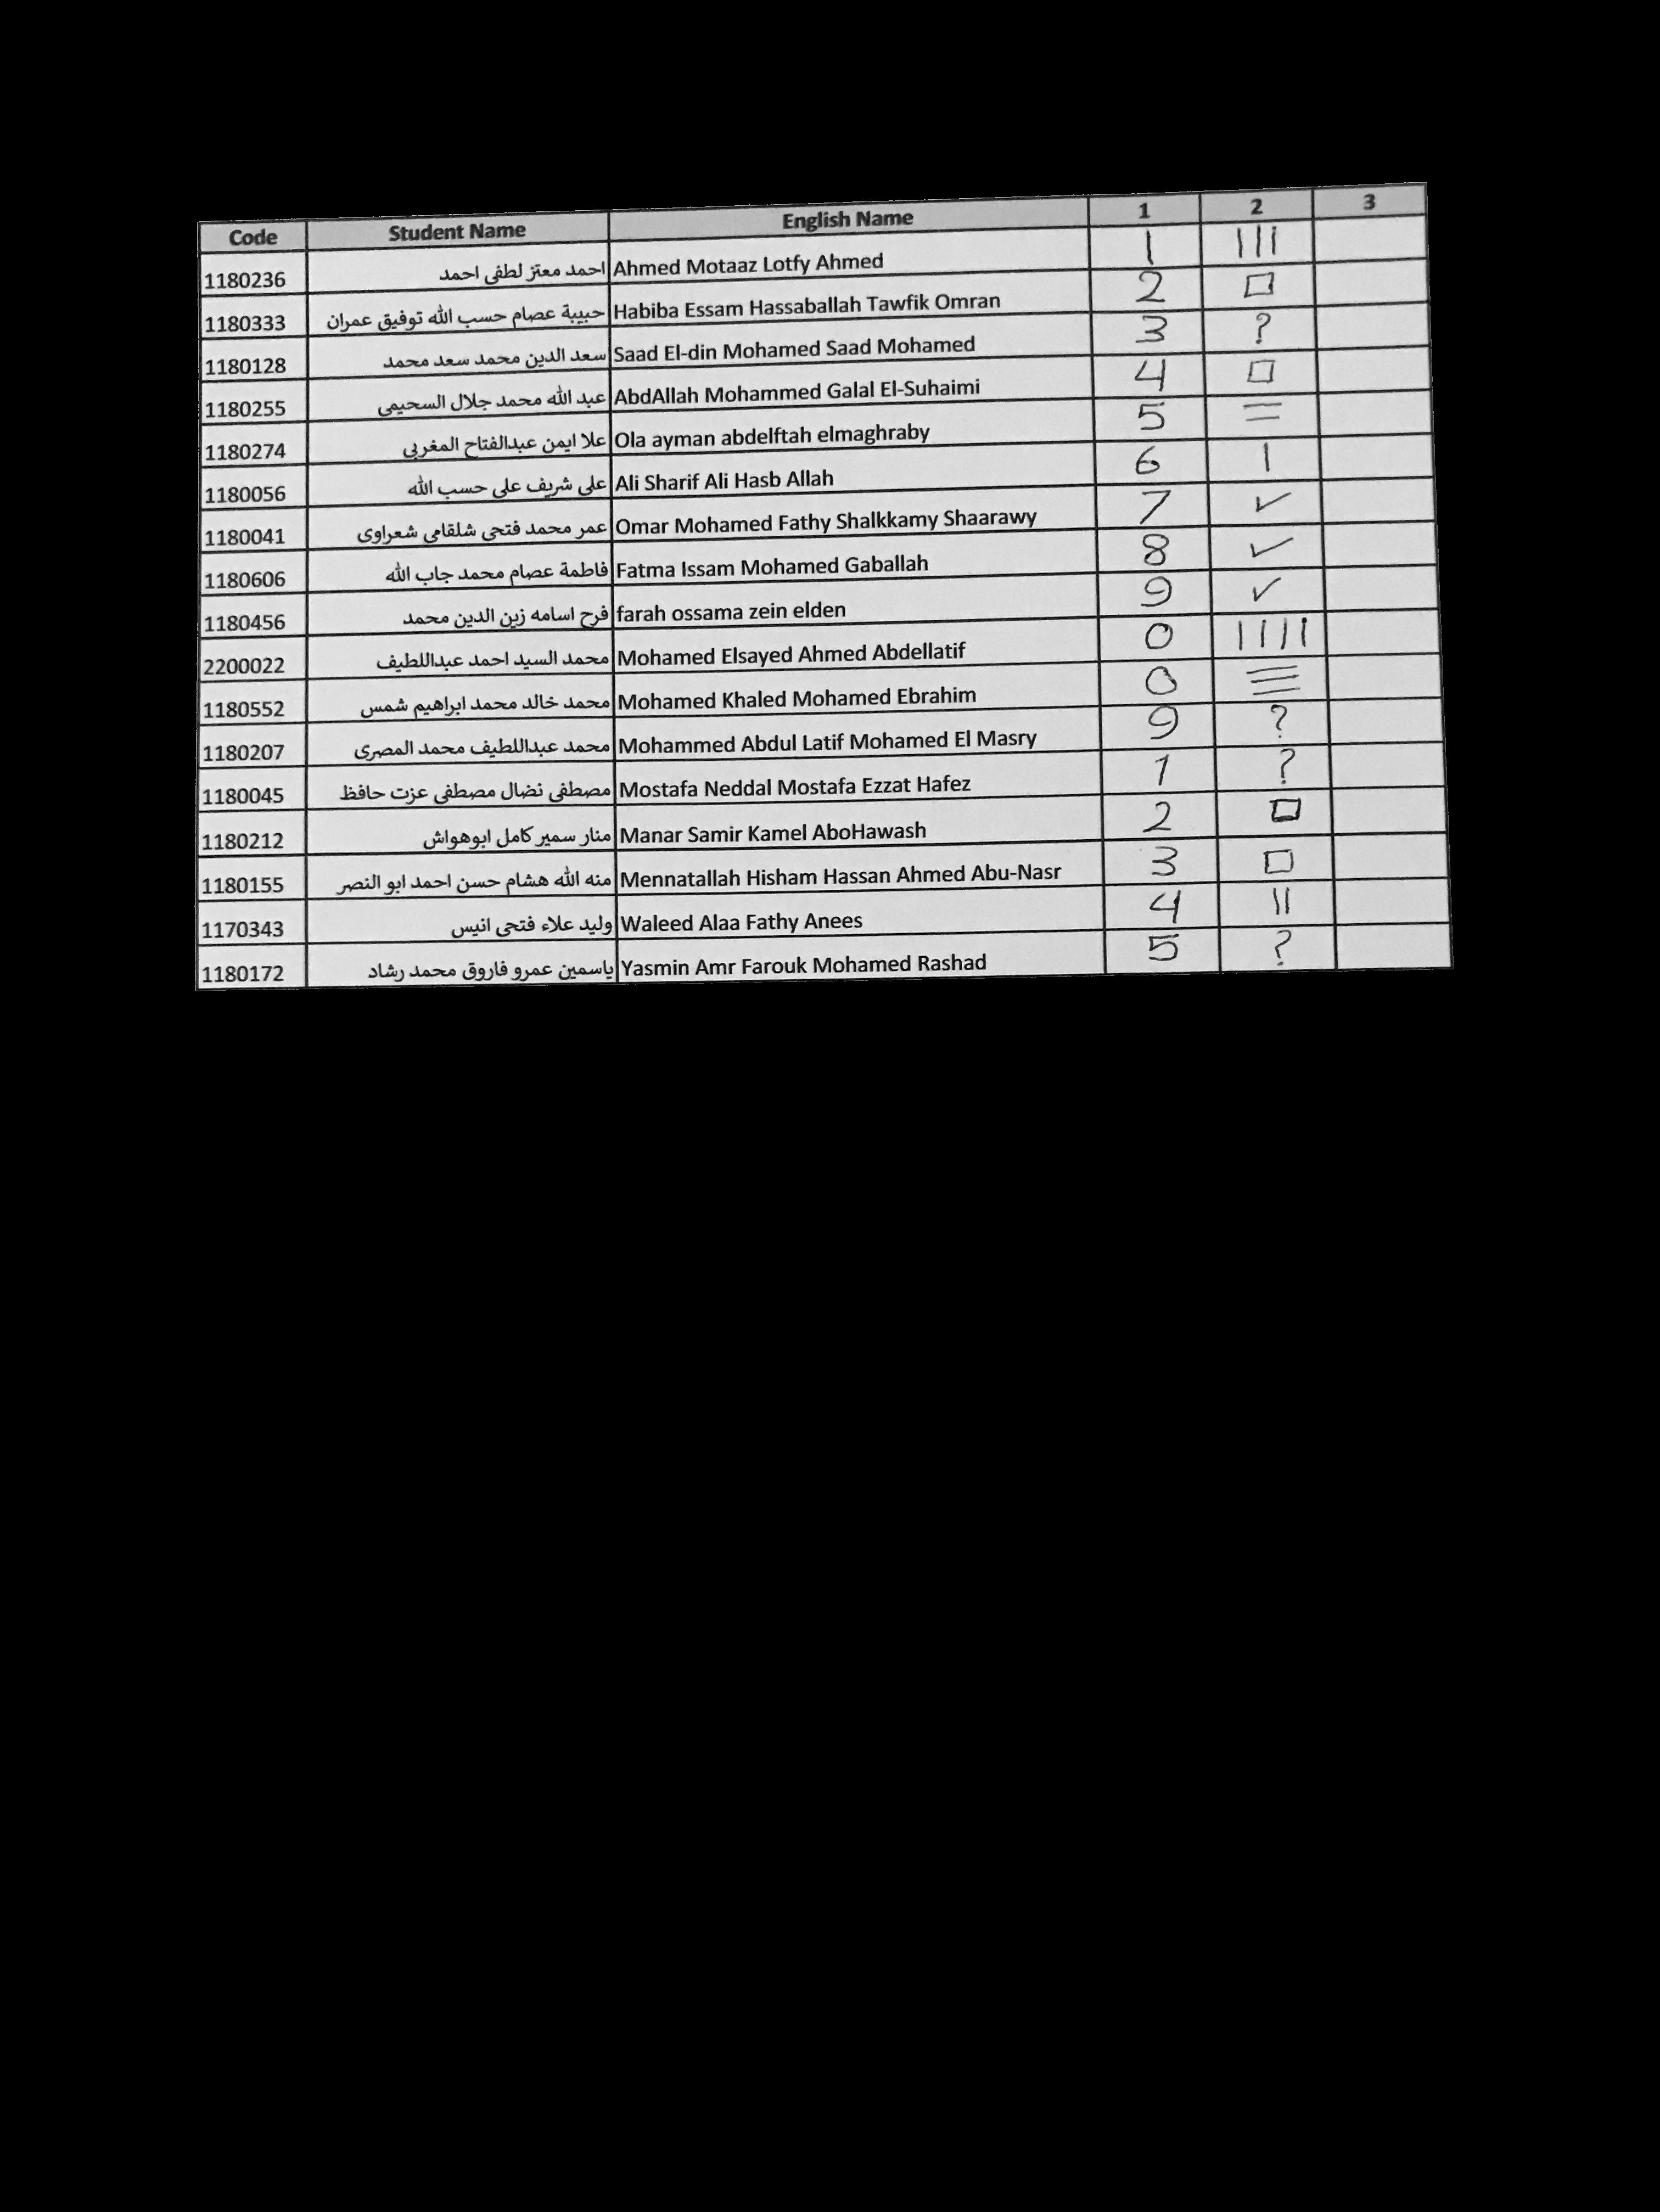 Code Student Name English Name 1 2 3
1180236 احمد معتز لطفى احمد Ahmed Motaaz Lotfy Ahmed 1 |||
1180333 حبيبة عصام حسب الله توفيق عمران Habiba Essam Hassaballah Tawfik Omran 2 □
1180128 سعد الدين محمد سعد محمد Saad El-din Mohamed Saad Mohamed 3 ?
1180255 عبد الله محمد جلال السحيمى AbdAllah Mohammed Galal El-Suhaimi 4 □
1180274 علا ايمن عبدالفتاح المغربى Ola ayman abdelftah elmaghraby 5 =
1180056 على شريف على حسب الله Ali Sharif Ali Hasb Allah 6 |
1180041 عمر محمد فتحى شلقامى شعراوى Omar Mohamed Fathy Shalkkamy Shaarawy 7 ✓
1180606 فاطمة عصام محمد جاب الله Fatma Issam Mohamed Gaballah 8 ✓
1180456 فرح اسامه زين الدين محمد farah ossama zein elden 9 ✓
2200022 محمد السيد احمد عبداللطيف Mohamed Elsayed Ahmed Abdellatif 0 ||||
1180552 محمد خالد محمد ابراهيم شمس Mohamed Khaled Mohamed Ebrahim 0 ≡
1180207 محمد عبداللطيف محمد المصرى Mohammed Abdul Latif Mohamed El Masry 9 ?
1180045 مصطفى نضال مصطفى عزت حافظ Mostafa Neddal Mostafa Ezzat Hafez 1 ?
1180212 منار سمير كامل ابوهواش Manar Samir Kamel AboHawash 2 □
1180155 منه الله هشام حسن احمد ابو النصر Mennatallah Hisham Hassan Ahmed Abu-Nasr 3 □
1170343 وليد علاء فتحى انيس Waleed Alaa Fathy Anees 4 ||
1180172 ياسمين عمرو فاروق محمد رشاد Yasmin Amr Farouk Mohamed Rashad 5 ?